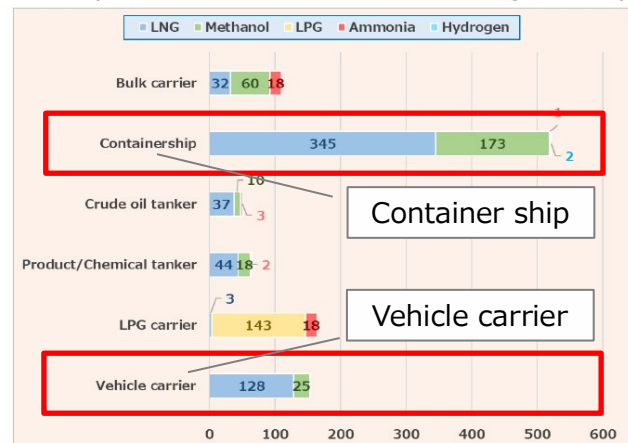 LNG Methanol LPG Ammonia Hydrogen
Bulk carrier 32 60 18
1
Containership 345 173
2
10
Crude oil tanker 37
3
Container ship
Product/Chemical tanker 44 18 2
3
LPG carrier 143 18
Vehicle carrier
Vehicle carrier 128 25
0 100 200 300 400 500 600